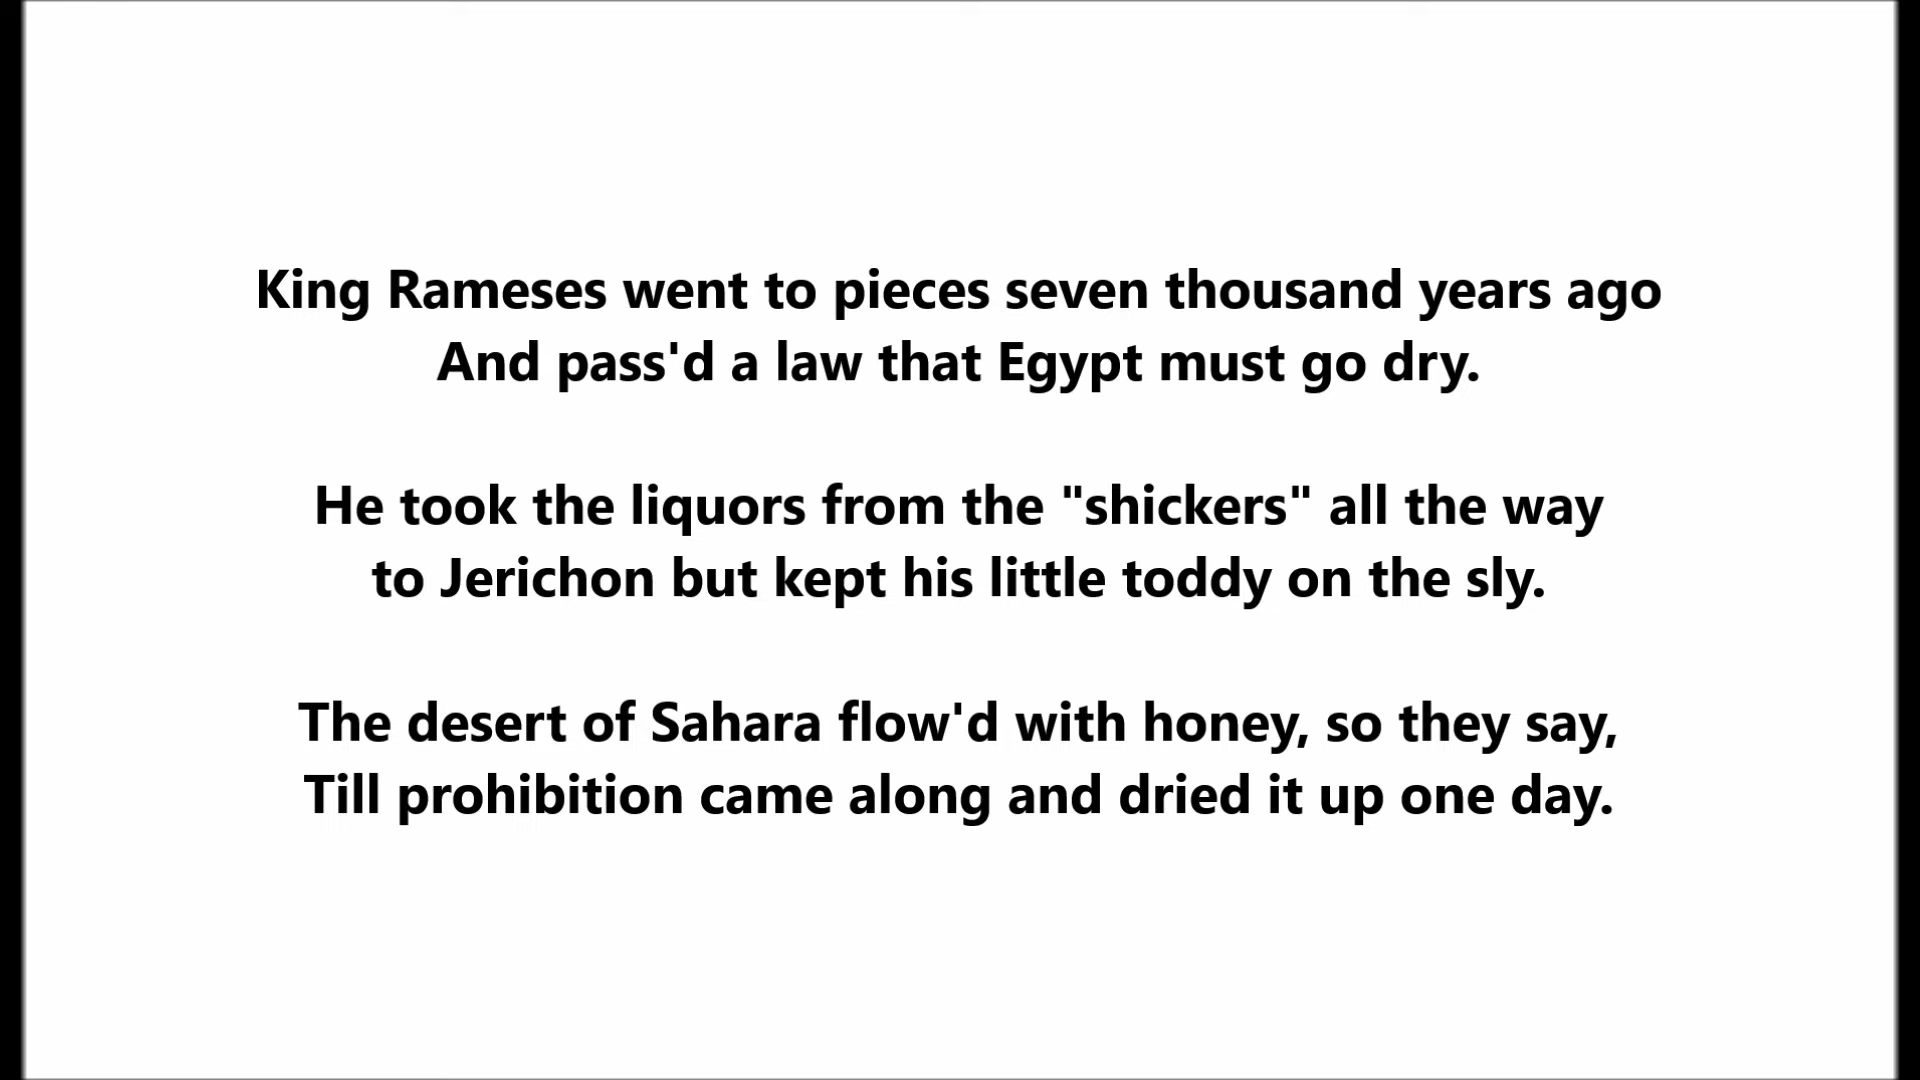 King Rameses went to pieces seven thousand years ago
And pass'd a law that Egypt must go dry.
He took the liquors from the "shickers" all the way
to Jerichon but kept his little toddy on the sly.
The desert of Sahara flow'd with honey, so they say,
Till prohibition came along and dried it up one day.